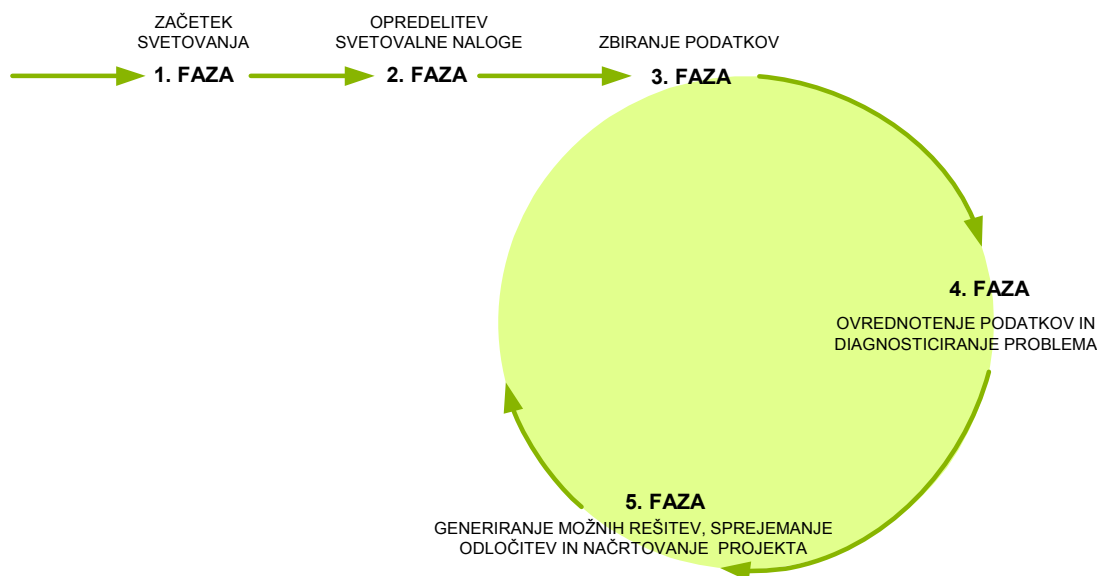 ZAČETEK
SVETOVANJA
1. FAZA
OPREDELITEV
SVETOVALNE NALOGE
2. FAZA
ZBIRANJE PODATKOV
3. FAZA
4. FAZA
OVREDNOTENJE PODATKOV IN
DIAGNOSTICIRANJE PROBLEMA
5. FAZA
GENERIRANJE MOŽNIH REŠITEV, SPREJEMANJE
ODLOČITEV IN NAČRTOVANJE PROJEKTA